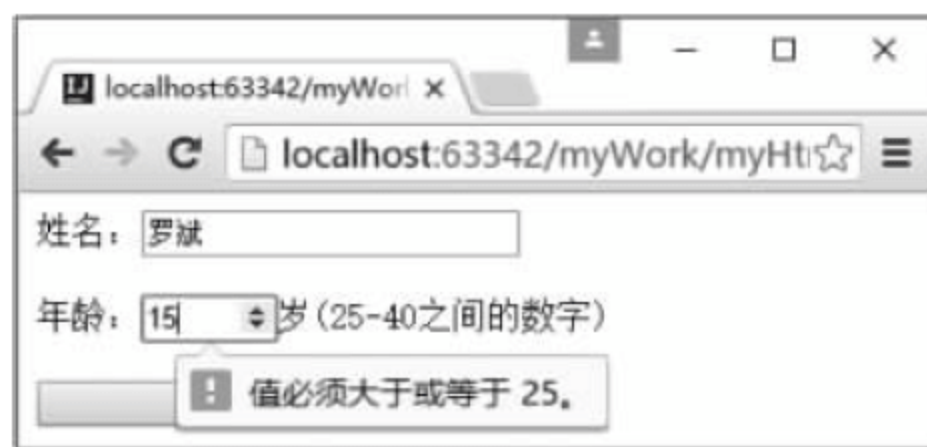 localhost:63342/myWorl
localhost:63342/myWork/myHt
姓名：罗斌
年龄：15 岁(25-40之间的数字)
值必须大于或等于 25。